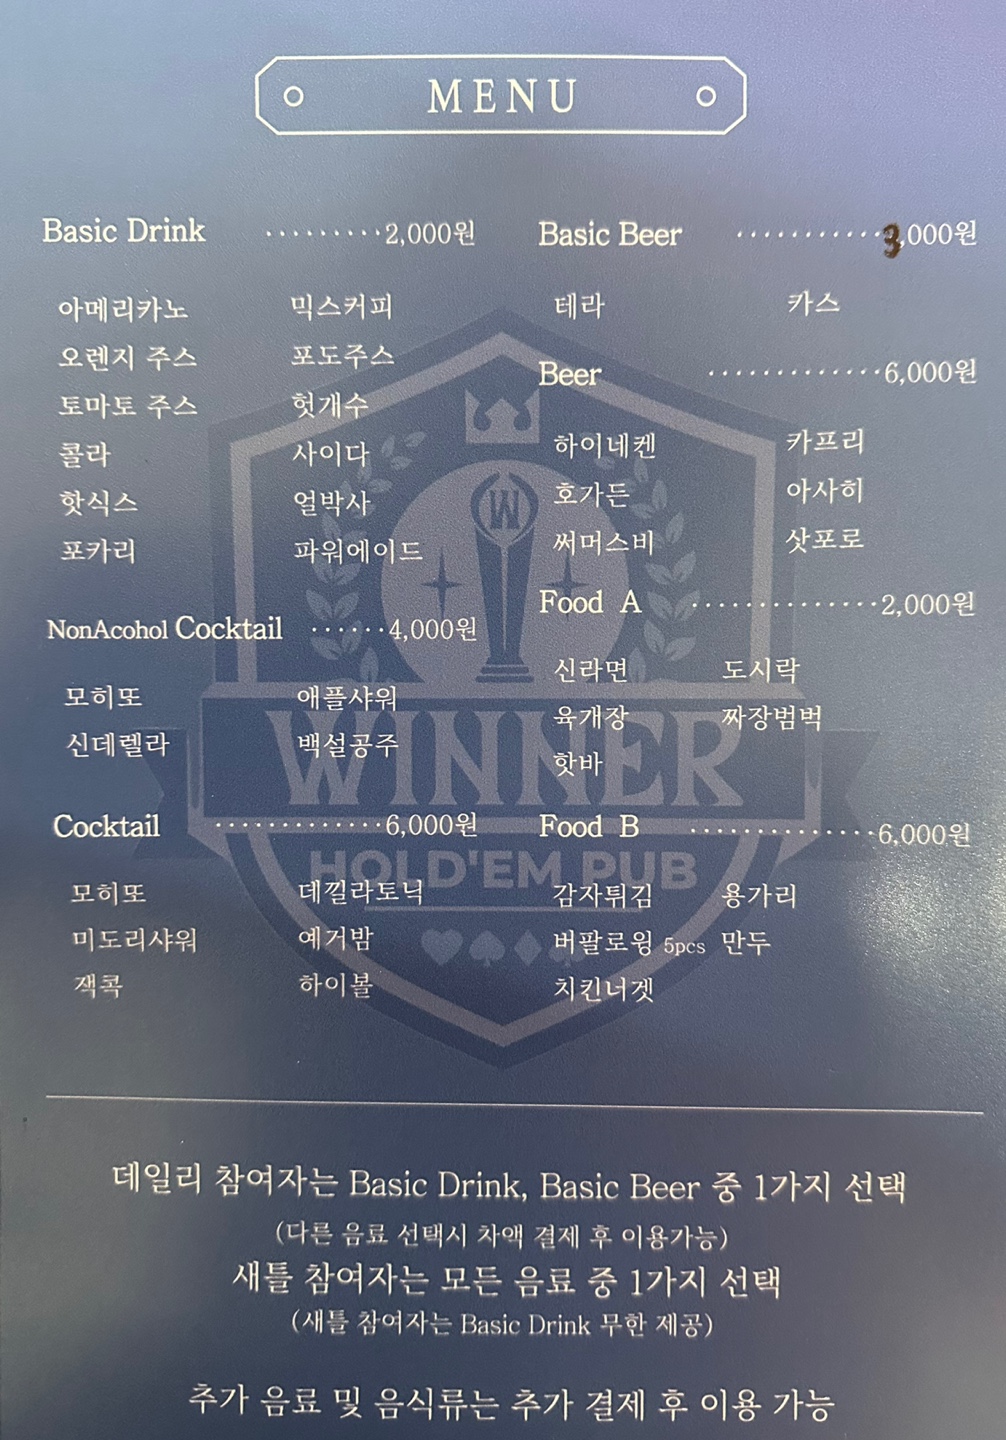 MENU
Basic Drink ·········2,000원
아메리카노 믹스커피
오렌지 주스 포도주스
토마토 주스 헛개수
콜라 사이다
핫식스 얼박사
포카리 파워에이드
NonAcohol Cocktail ······4,000원
모히또 애플샤워
신데렐라 백설공주
Cocktail ·············6,000원
모히또 데낄라토닉
미도리샤워 예거밤
잭콕 하이볼
Basic Beer ···········3,000원
테라 카스
Beer ·············6,000원
하이네켄 카프리
호가든 아사히
써머스비 삿포로
Food A ··············2,000원
신라면 도시락
육개장 짜장범벅
핫바
Food B ··············6,000원
감자튀김 용가리
버팔로윙 5pcs 만두
치킨너겟
W
WINNER
HOLD'EM PUB
데일리 참여자는 Basic Drink, Basic Beer 중 1가지 선택
(다른 음료 선택시 차액 결제 후 이용가능)
새틀 참여자는 모든 음료 중 1가지 선택
(새틀 참여자는 Basic Drink 무한 제공)
추가 음료 및 음식류는 추가 결제 후 이용 가능